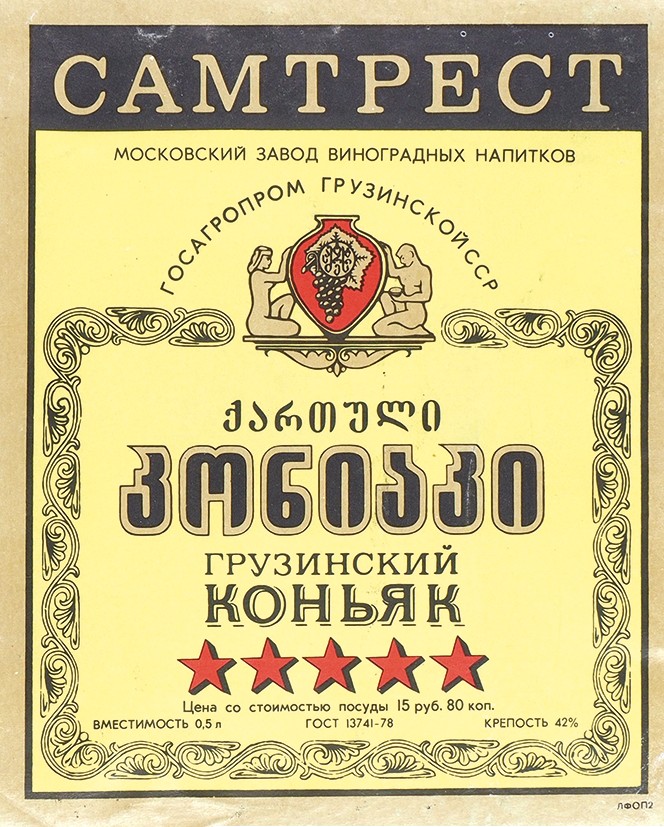 САМТРЕСТ
МОСКОВСКИЙ ЗАВОД ВИНОГРАДНЫХ НАПИТКОВ
ГОСАГРОПРОМ ГРУЗИНСКОЙ ССР
ქართული
კონიაკი
ГРУЗИНСКИЙ
КОНЬЯК
Цена со стоимостью посуды 15 руб. 80 коп.
ВМЕСТИМОСТЬ 0,5 л ГОСТ 13741-78 КРЕПОСТЬ 42%
ЛФОП2